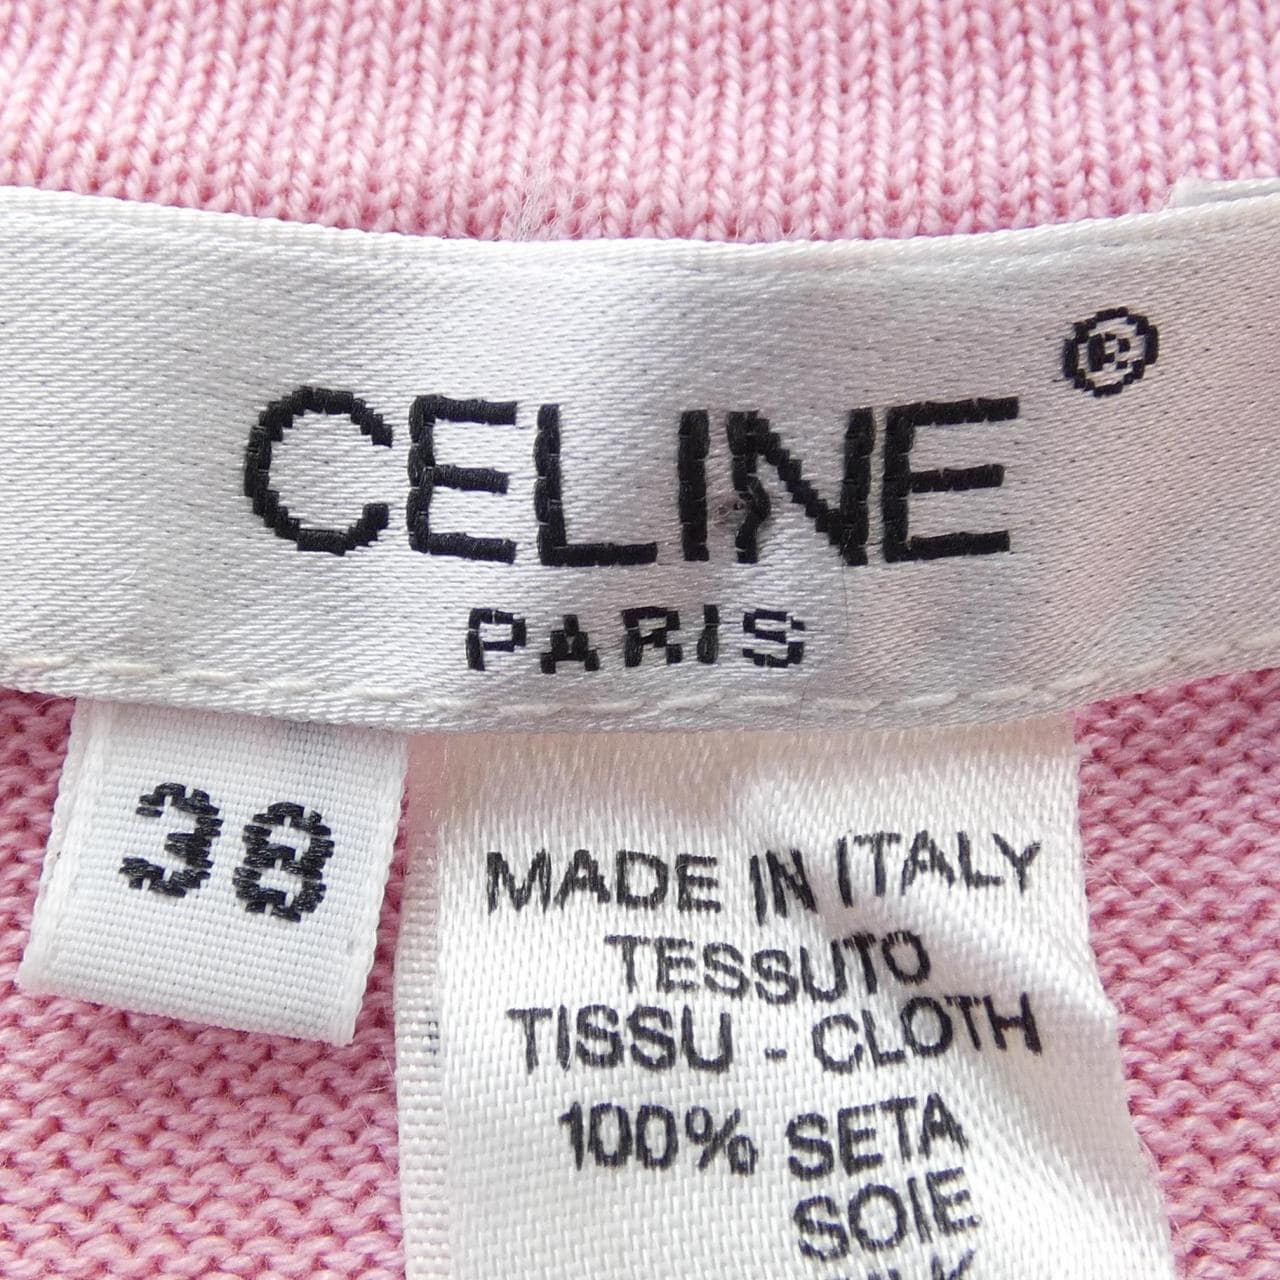 CELINE®
PARIS
38
MADE IN ITALY
TESSUTO
TISSU - CLOTH
100% SETA
SOIE